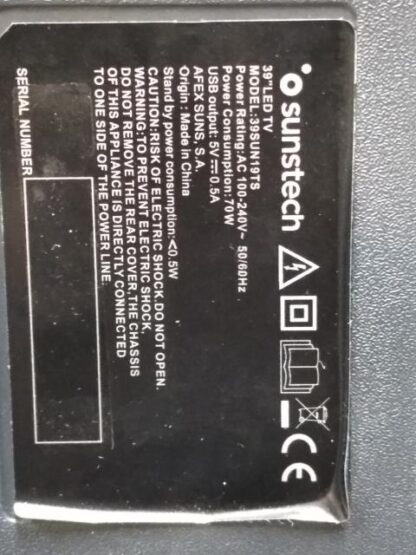 sunstech
39"LED TV
MODEL:39SUN19TS
Power Rating: AC 100-240V~ 50/60Hz
Power Consumption: 70W
USB output: 5V 0.5A
AFEX SUNS, S.A.
Origin: Made in China
Stand by power consumption:<0.5W
CAUTION:RISK OF ELECTRIC SHOCK,DO NOT OPEN.
WARNING:TO PREVENT ELECTRIC SHOCK,
DO NOT REMOVE THE REAR COVER,THE CHASSIS
OF THIS APPLIANCE IS DIRECTLY CONNECTED
TO ONE SIDE OF THE POWER LINE.
SERIAL NUMBER
CE